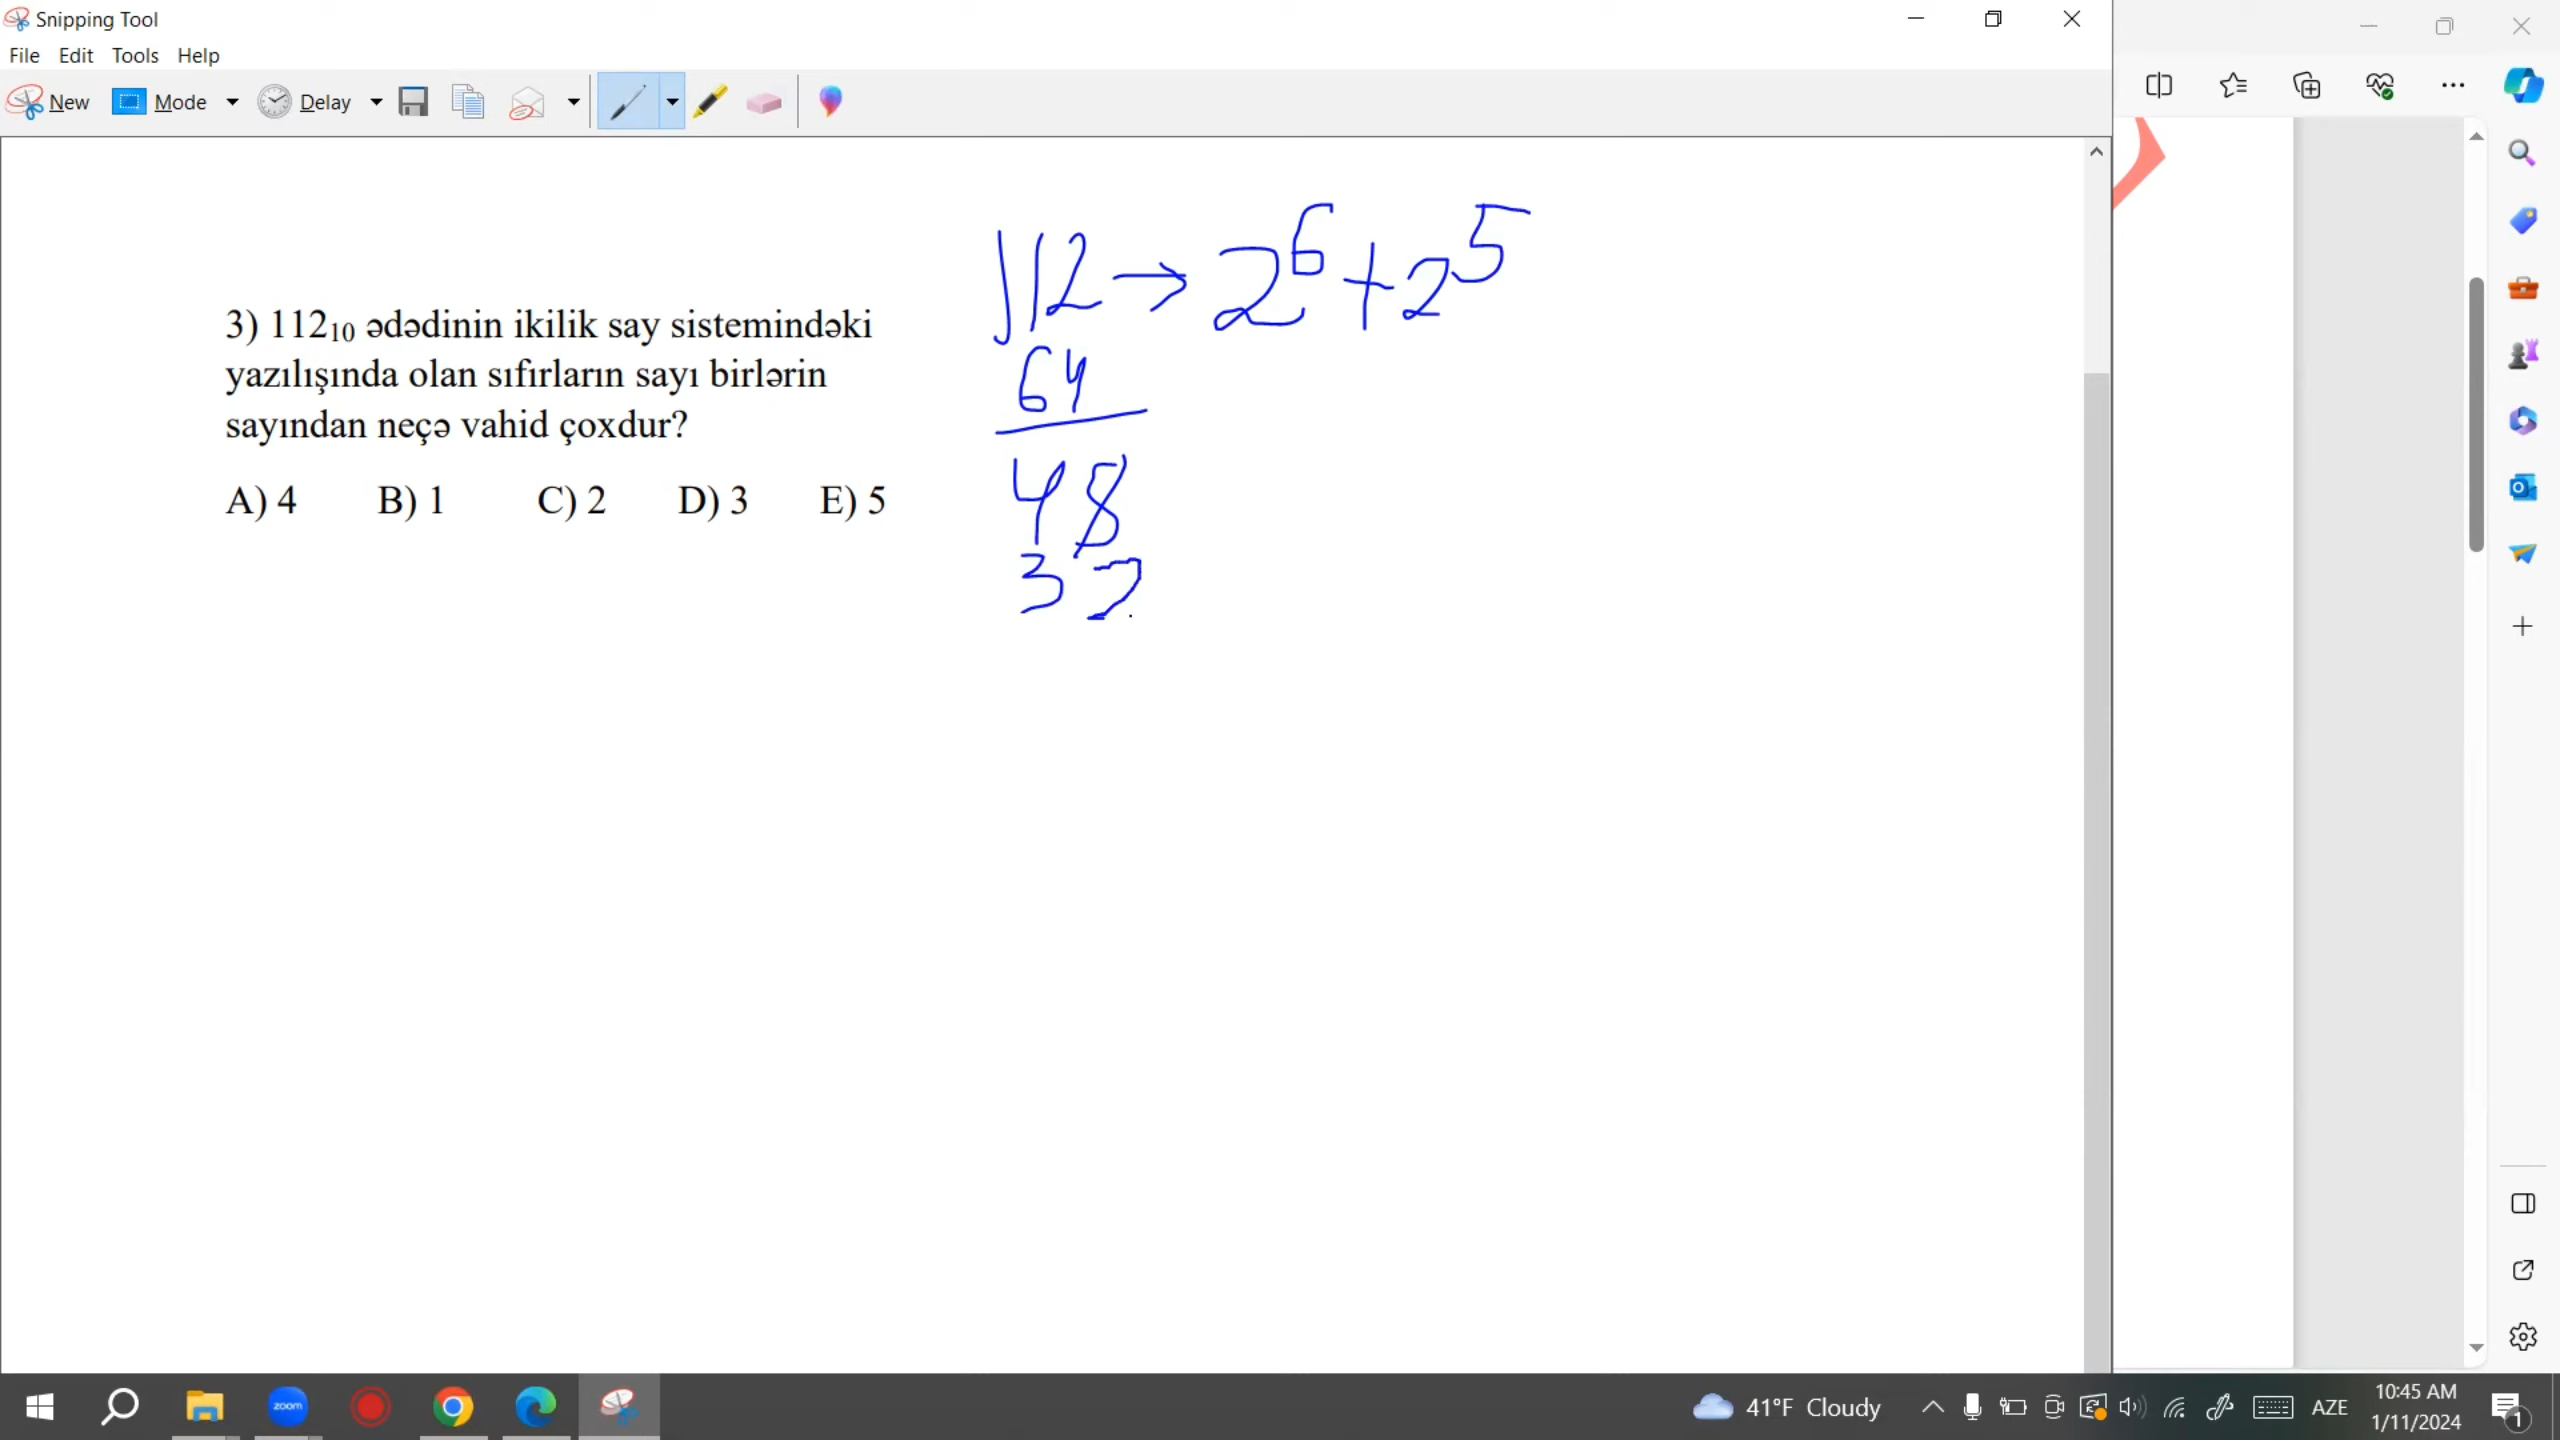 Snipping Tool
File Edit Tools Help
New Mode Delay
3) 112₁₀ ədədinin ikilik say sistemindəki
yazılışında olan sıfırların sayı birlərin
sayından neçə vahid çoxdur?
A) 4 B) 1 C) 2 D) 3 E) 5
112 → 2⁶ + 2⁵
64
48
32
zoom
41°F Cloudy
AZE
10:45 AM
1/11/2024
1